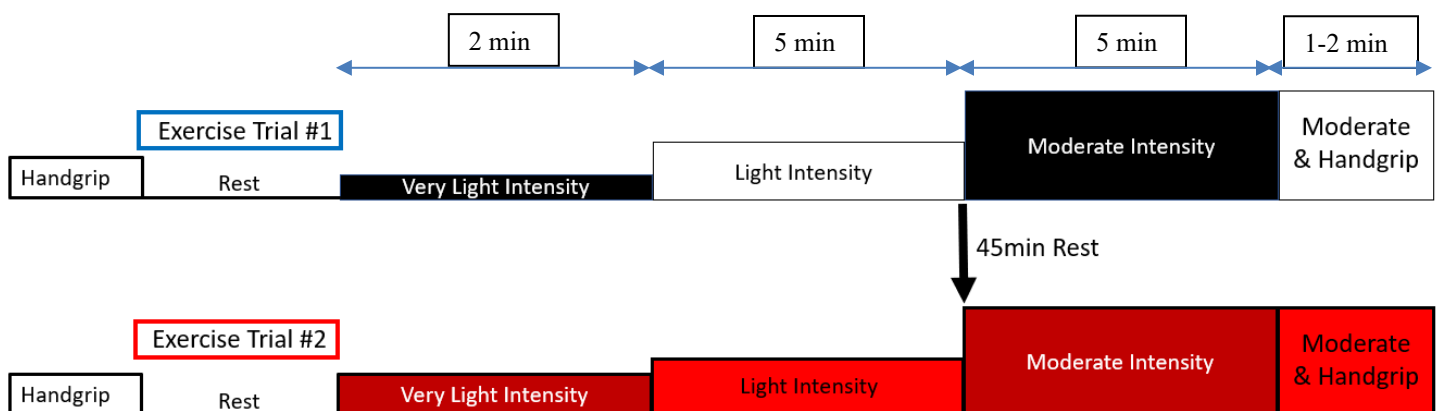 2 min
5 min
5 min
1-2 min
Exercise Trial #1
Handgrip
Rest
Very Light Intensity
Light Intensity
Moderate Intensity
Moderate
& Handgrip
45min Rest
Exercise Trial #2
Handgrip
Rest
Very Light Intensity
Light Intensity
Moderate Intensity
Moderate
& Handgrip